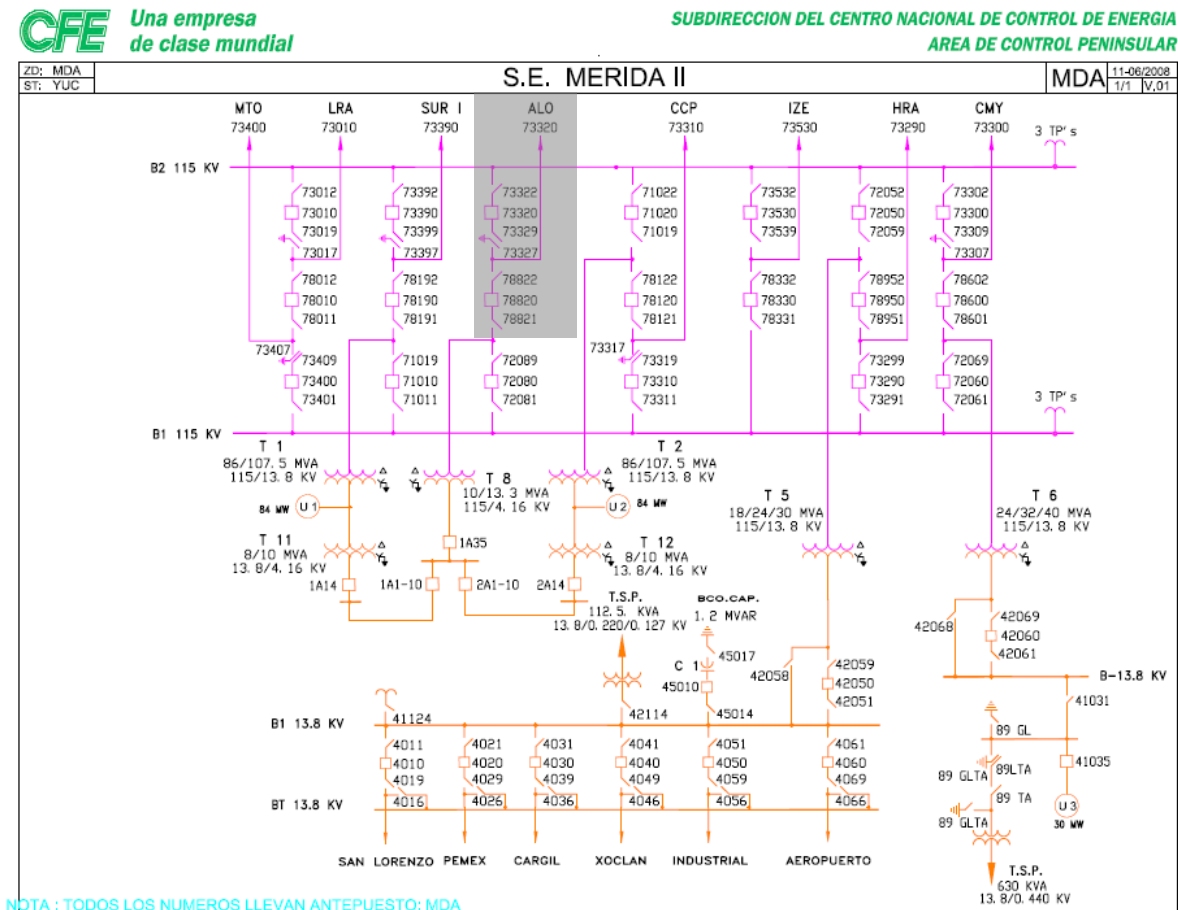 CFE Una empresa
de clase mundial
SUBDIRECCION DEL CENTRO NACIONAL DE CONTROL DE ENERGIA
AREA DE CONTROL PENINSULAR
ZD: MDA
ST: YUC
S.E. MERIDA II
MDA 11-06/2008
1/1 V,01
MTO LRA SUR I ALO CCP IZE HRA CMY
73400 73010 73390 73320 73310 73530 73290 73300 3 TP's
B2 115 KV
73012 73392 73322 71022 73532 72052 73302
73010 73390 73320 71020 73530 72050 73300
73019 73399 73329 71019 73539 72059 73309
73017 73397 73327 73307
78012 78192 78822 78122 78332 78952 78602
78010 78190 78820 78120 78330 78950 78600
78011 78191 78821 78121 78331 78951 78601
73407 73317
73409 71019 72089 73319 73299 72069
73400 71010 72080 73310 73290 72060
73401 71011 72081 73311 73291 72061
3 TP's
B1 115 KV
T 1
86/107.5 MVA
115/13.8 KV
T 8
10/13.3 MVA
115/4.16 KV
T 2
86/107.5 MVA
115/13.8 KV
T 5
18/24/30 MVA
115/13.8 KV
T 6
24/32/40 MVA
115/13.8 KV
84 MW U1
U2 84 MW
T 11
8/10 MVA
13.8/4.16 KV
1A35
T 12
8/10 MVA
13.8/4.16 KV
1A14 1A1-10 2A1-10 2A14
T.S.P.
112.5. KVA
13.8/0.220/0.127 KV
BCO.CAP.
1.2 MVAR
45017
C 1
45010
45014
42114
42058
42059
42050
42051
42068
42069
42060
42061
B-13.8 KV
41031
89 GL
41035
89LTA
89 GLTA
89 TA
89 GLTA
U3
30 MW
T.S.P.
630 KVA
13.8/0.440 KV
41124
B1 13.8 KV
4011 4021 4031 4041 4051 4061
4010 4020 4030 4040 4050 4060
4019 4029 4039 4049 4059 4069
BT 13.8 KV
4016 4026 4036 4046 4056 4066
SAN LORENZO PEMEX CARGIL XOCLAN INDUSTRIAL AEROPUERTO
NOTA : TODOS LOS NUMEROS LLEVAN ANTEPUESTO: MDA